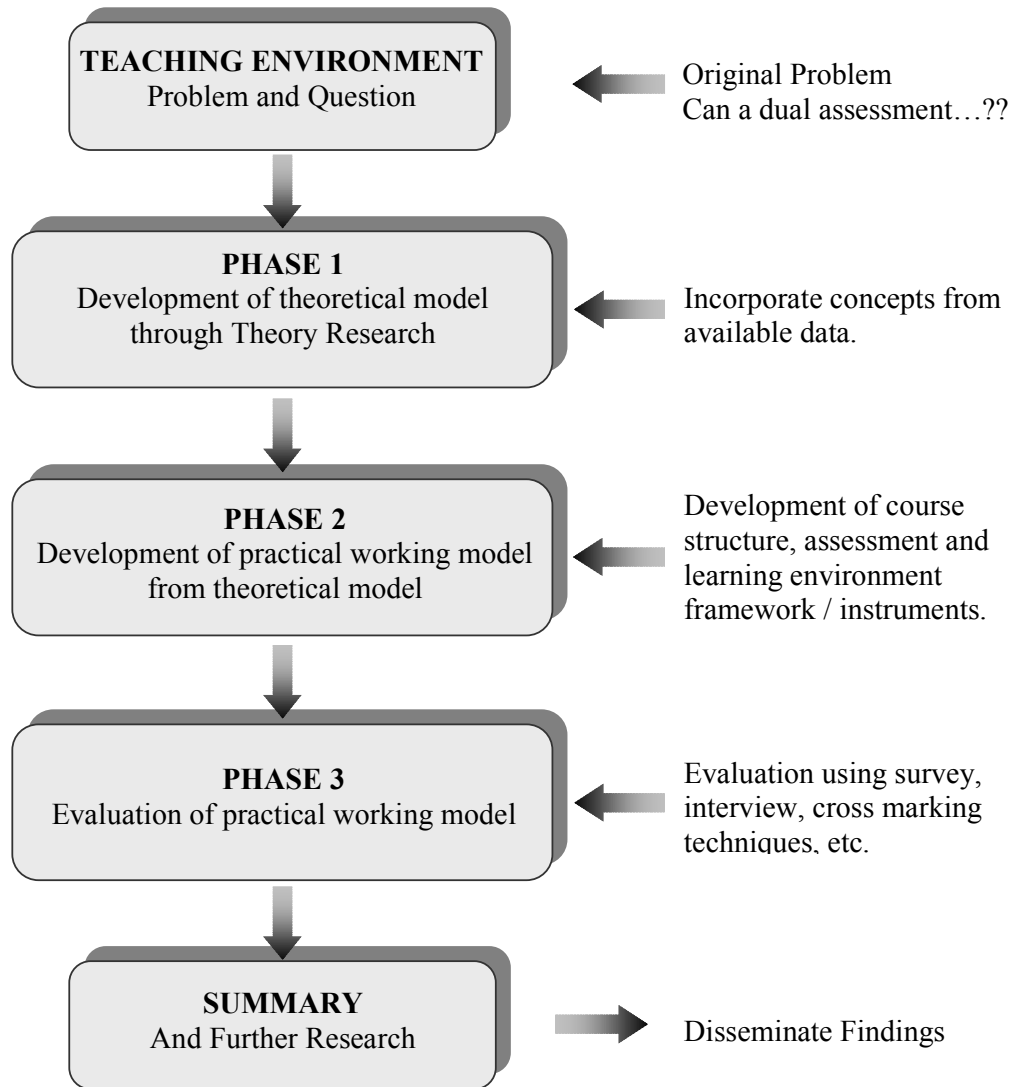 TEACHING ENVIRONMENT
Problem and Question
Original Problem
Can a dual assessment…??
PHASE 1
Development of theoretical model
through Theory Research
Incorporate concepts from
available data.
PHASE 2
Development of practical working model
from theoretical model
Development of course
structure, assessment and
learning environment
framework / instruments.
PHASE 3
Evaluation of practical working model
Evaluation using survey,
interview, cross marking
techniques, etc.
SUMMARY
And Further Research
Disseminate Findings